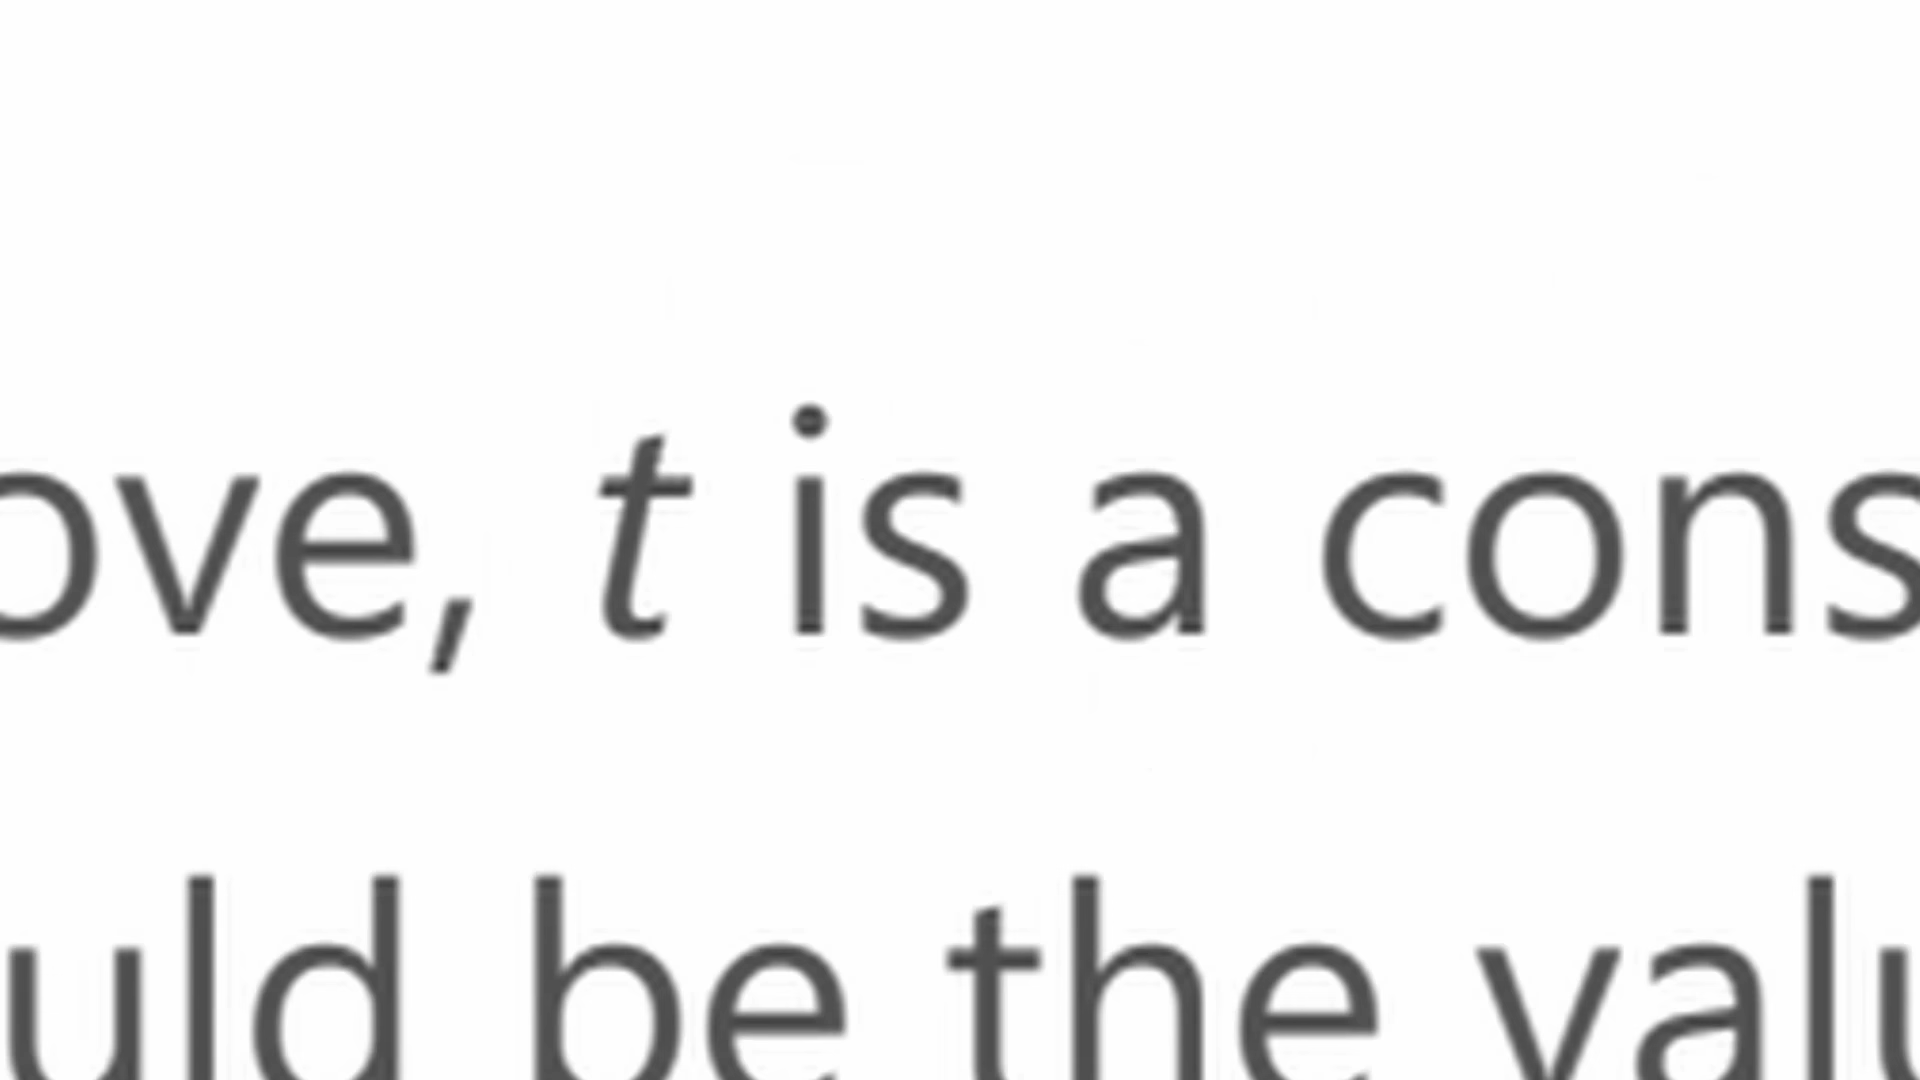 ove, t is a cons
uld be the valu